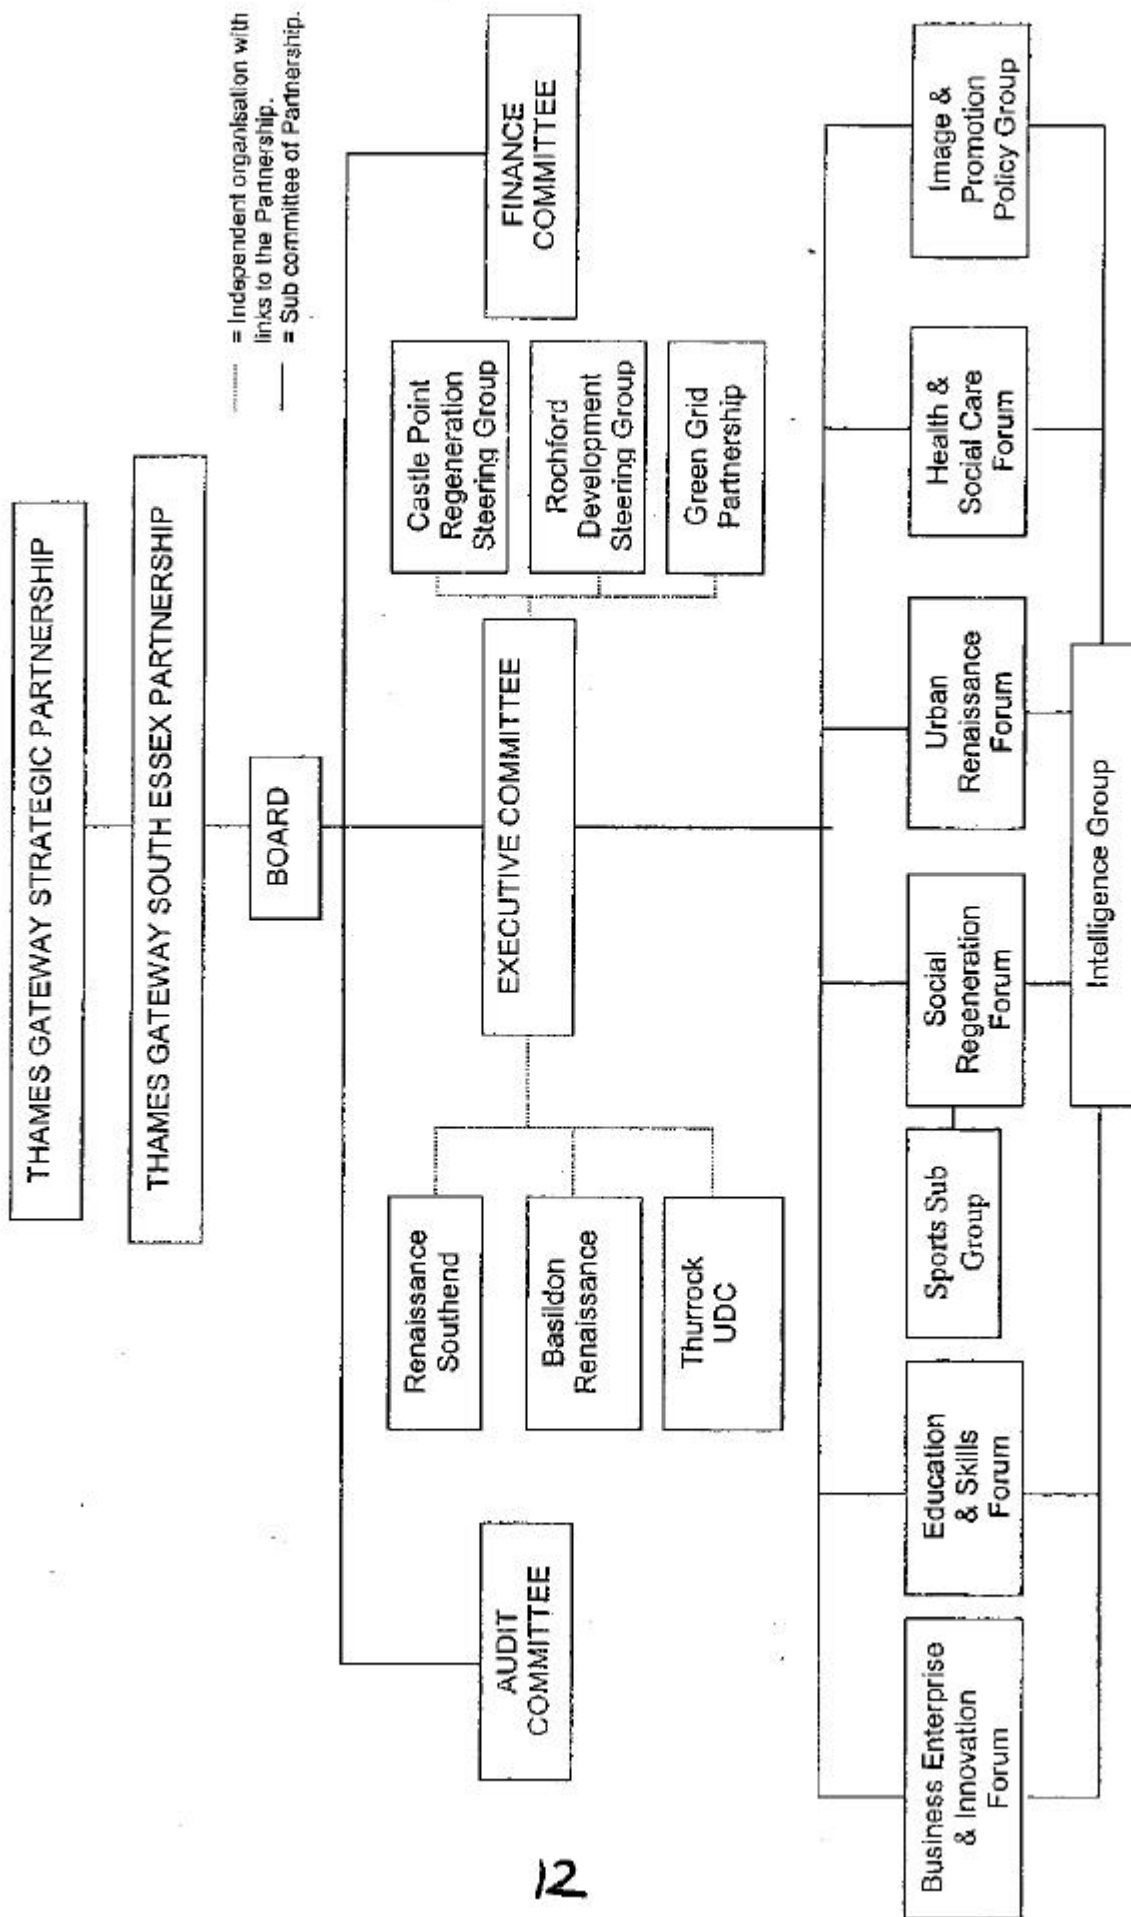 THAMES GATEWAY STRATEGIC PARTNERSHIP
THAMES GATEWAY SOUTH ESSEX PARTNERSHIP
= Independent organisation with
links to the Partnership.
= Sub committee of Partnership.
BOARD
AUDIT
COMMITTEE
EXECUTIVE COMMITTEE
FINANCE
COMMITTEE
Renaissance
Southend
Basildon
Renaissance
Thurrock
UDC
Castle Point
Regeneration
Steering Group
Rochford
Development
Steering Group
Green Grid
Partnership
Business Enterprise
& Innovation
Forum
Education
& Skills
Forum
Sports Sub
Group
Social
Regeneration
Forum
Urban
Renaissance
Forum
Health &
Social Care
Forum
Image &
Promotion
Policy Group
Intelligence Group
12